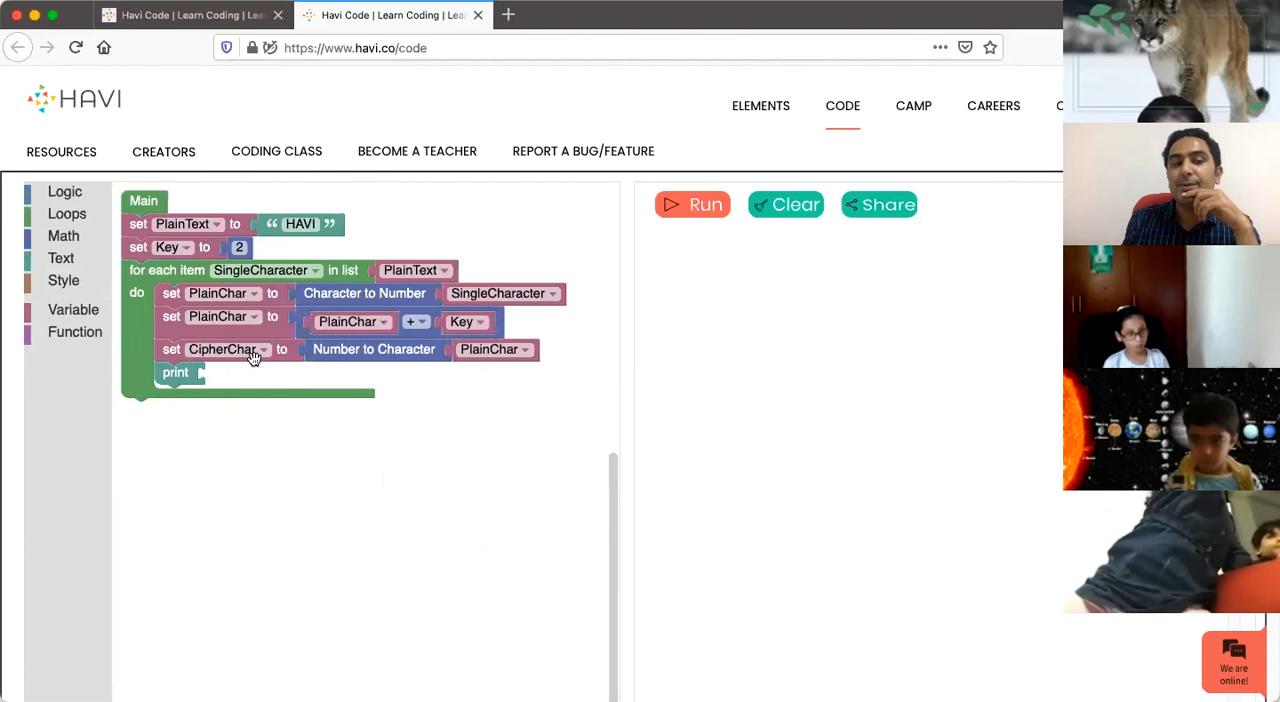 Havi Code | Learn Coding | Lea
Havi Code | Learn Coding | Lea
https://www.havi.co/code
HAVI
ELEMENTS CODE CAMP CAREERS C
RESOURCES CREATORS CODING CLASS BECOME A TEACHER REPORT A BUG/FEATURE
Logic
Loops
Math
Text
Style
Variable
Function
Main
set PlainText to “ HAVI ”
set Key to 2
for each item SingleCharacter in list PlainText
do set PlainChar to Character to Number SingleCharacter
set PlainChar to PlainChar + Key
set CipherChar to Number to Character PlainChar
print
Run Clear Share
We are
online!